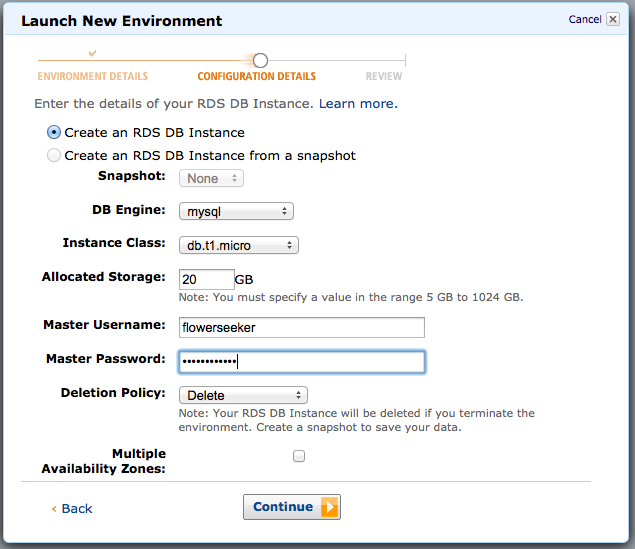 Launch New Environment
Cancel
ENVIRONMENT DETAILS
CONFIGURATION DETAILS
REVIEW
Enter the details of your RDS DB Instance. Learn more.
Create an RDS DB Instance
Create an RDS DB Instance from a snapshot
Snapshot: None
DB Engine: mysql
Instance Class: db.t1.micro
Allocated Storage: 20 GB
Note: You must specify a value in the range 5 GB to 1024 GB.
Master Username: flowerseeker
Master Password: ••••••••••••
Deletion Policy: Delete
Note: Your RDS DB Instance will be deleted if you terminate the
environment. Create a snapshot to save your data.
Multiple
Availability Zones:
‹ Back
Continue